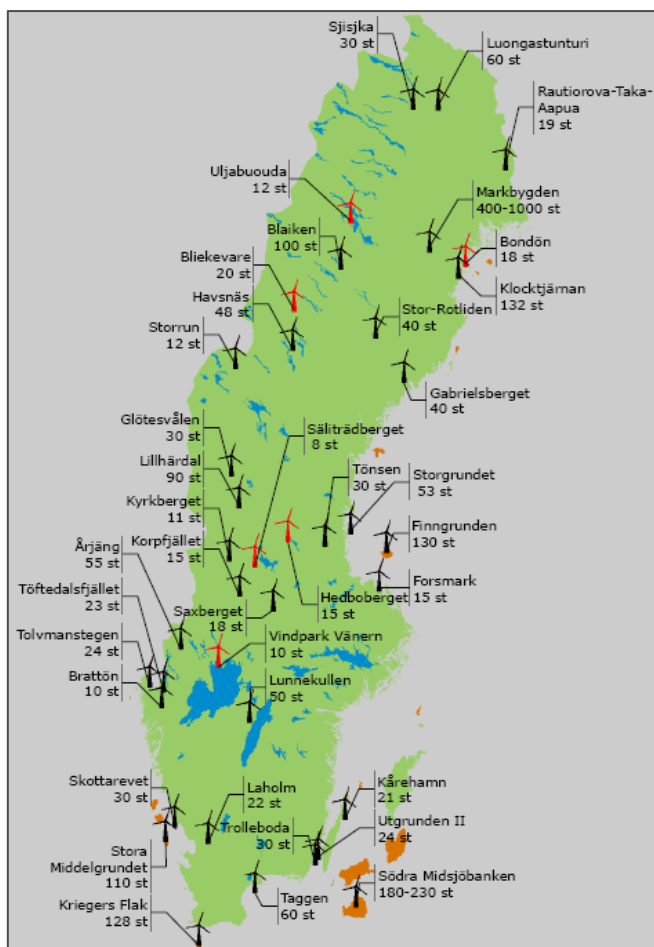 Sjisjka
30 st
Luongastunturi
60 st
Rautiorova-Taka-
Aapua
19 st
Uljabuouda
12 st
Markbygden
400-1000 st
Blaiken
100 st
Bondön
18 st
Bliekevare
20 st
Klocktjärnan
132 st
Havsnäs
48 st
Stor-Rotliden
40 st
Storrun
12 st
Gabrielsberget
40 st
Glötesvålen
30 st
Säliträdberget
8 st
Lillhärdal
90 st
Tönsen
30 st
Storgrundet
53 st
Kyrkberget
11 st
Finngrunden
130 st
Korpfjället
15 st
Årjäng
55 st
Forsmark
15 st
Hedboberget
15 st
Töftedalsfjället
23 st
Saxberget
18 st
Tolvmanstegen
24 st
Vindpark Vänern
10 st
Brattön
10 st
Lunnekullen
50 st
Skottarevet
30 st
Laholm
22 st
Kårehamn
21 st
Trolleboda
30 st
Utgrunden II
24 st
Stora
Middelgrundet
110 st
Södra Midsjöbanken
180-230 st
Taggen
60 st
Kriegers Flak
128 st